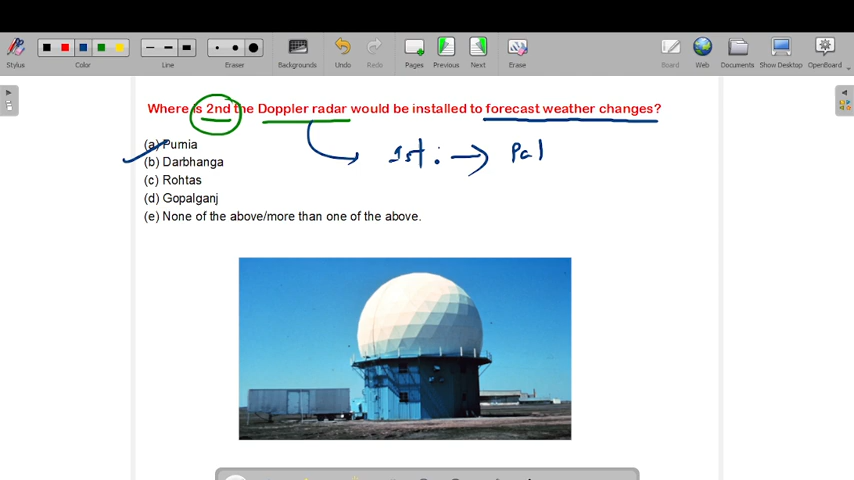 Stylus
Color
Line
Eraser
Backgrounds
Undo
Redo
Pages
Previous
Next
Erase
Board
Web
Documents
Show Desktop
OpenBoard
Where is 2nd the Doppler radar would be installed to forecast weather changes?
1st : → Pa
(a) Purnia
(b) Darbhanga
(c) Rohtas
(d) Gopalganj
(e) None of the above/more than one of the above.